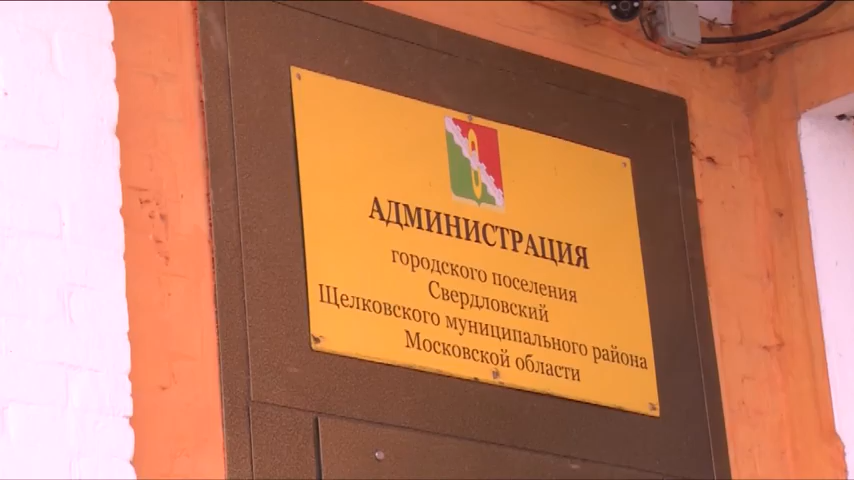 АДМИНИСТРАЦИЯ
городского поселения
Свердловский
Щелковского муниципального района
Московской области